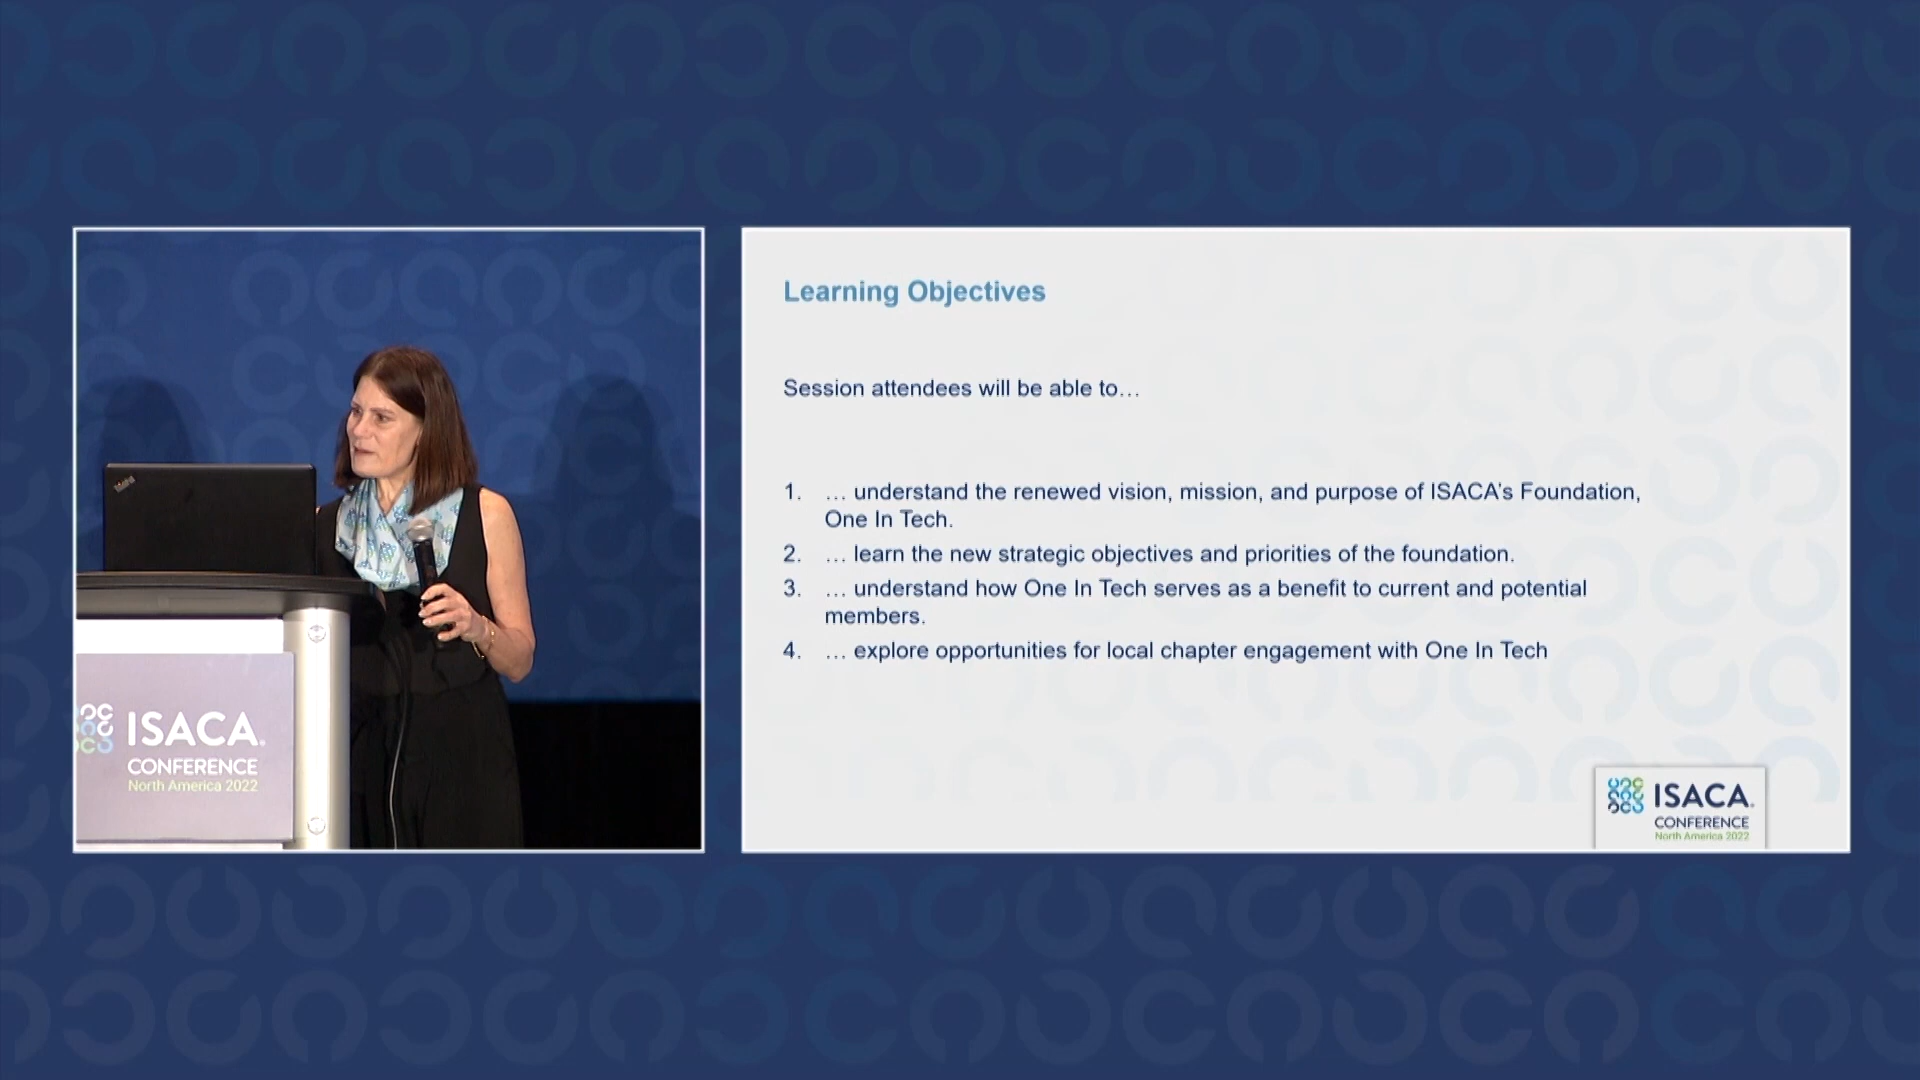 ThinkPad
ISACA.
CONFERENCE
North America 2022
Learning Objectives
Session attendees will be able to…
1. … understand the renewed vision, mission, and purpose of ISACA's Foundation,
One In Tech.
2. … learn the new strategic objectives and priorities of the foundation.
3. … understand how One In Tech serves as a benefit to current and potential
members.
4. … explore opportunities for local chapter engagement with One In Tech
ISACA.
CONFERENCE
North America 2022